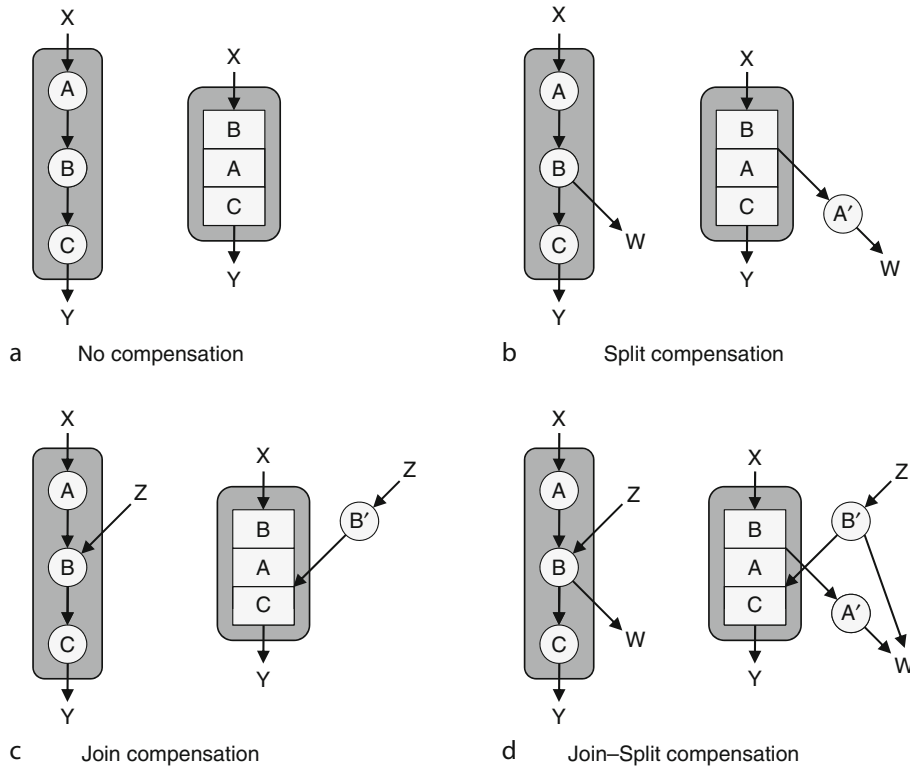 X
A
B
C
Y
a No compensation
X
B
A
C
Y
X
A
B
C
W
Y
b Split compensation
X
B
A
C
A′
W
Y
X
A
Z
B
C
Y
c Join compensation
X
Z
B′
B
A
C
Y
X
A
Z
B
C
W
Y
d Join–Split compensation
X
Z
B′
B
A
C
A′
W
Y